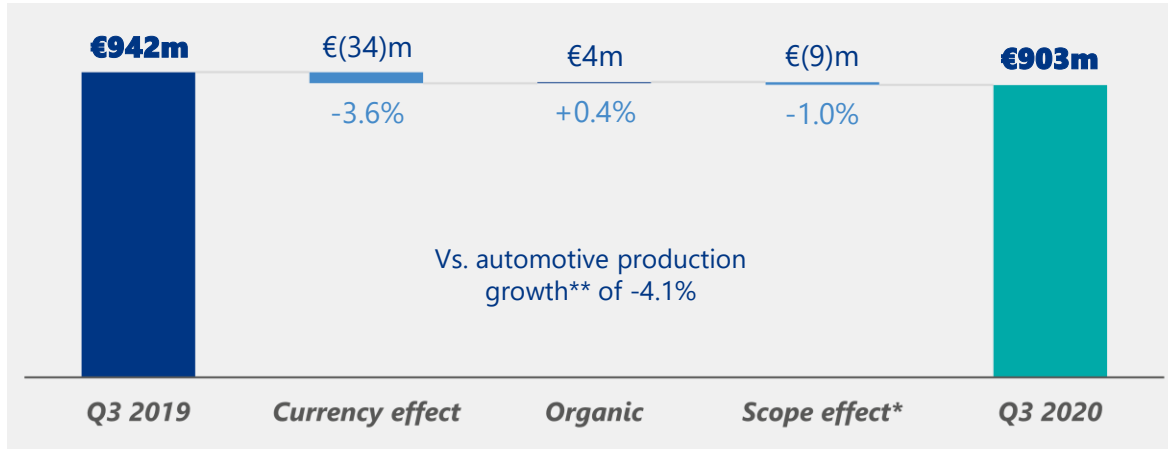 €942m
€(34)m
€4m
€(9)m
€903m
-3.6%
+0.4%
-1.0%
Vs. automotive production
growth** of -4.1%
Q3 2019
Currency effect
Organic
Scope effect*
Q3 2020